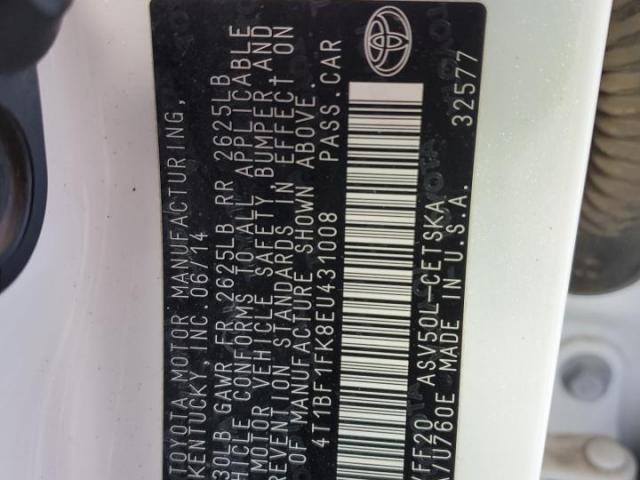 TOYOTA MOTOR MANUFACTURING,
KENTUCKY, INC. 06/14
30LB GAWR FR 2625LB RR 2625LB
HICLE CONFORMS TO ALL APPLICABLE
MOTOR VEHICLE SAFETY, BUMPER, AND
PREVENTION STANDARDS IN EFFECT ON
OF MANUFACTURE SHOWN ABOVE.
4T1BF1FK8EU431008 PASS.CAR
FF20 ASV50L-CETSKA 32577
/U760E MADE IN U.S.A.